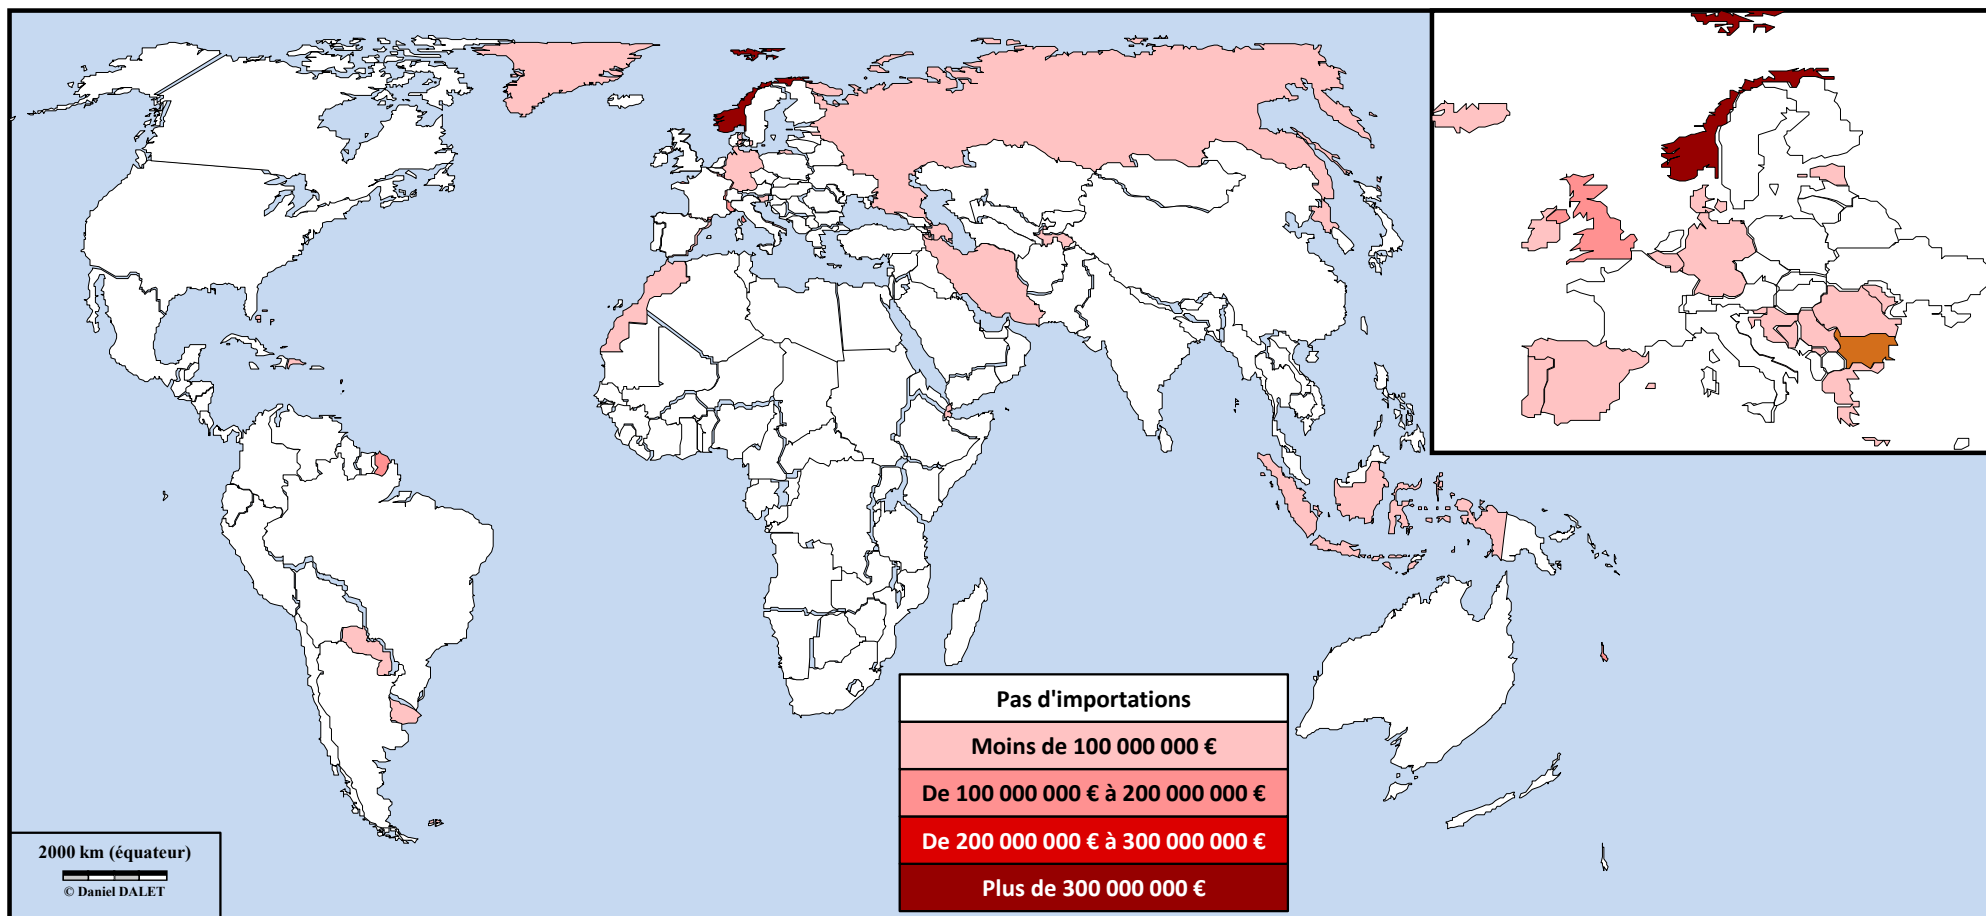 Pas d'importations
Moins de 100 000 000 €
De 100 000 000 € à 200 000 000 €
De 200 000 000 € à 300 000 000 €
Plus de 300 000 000 €
2000 km (équateur)
© Daniel DALET